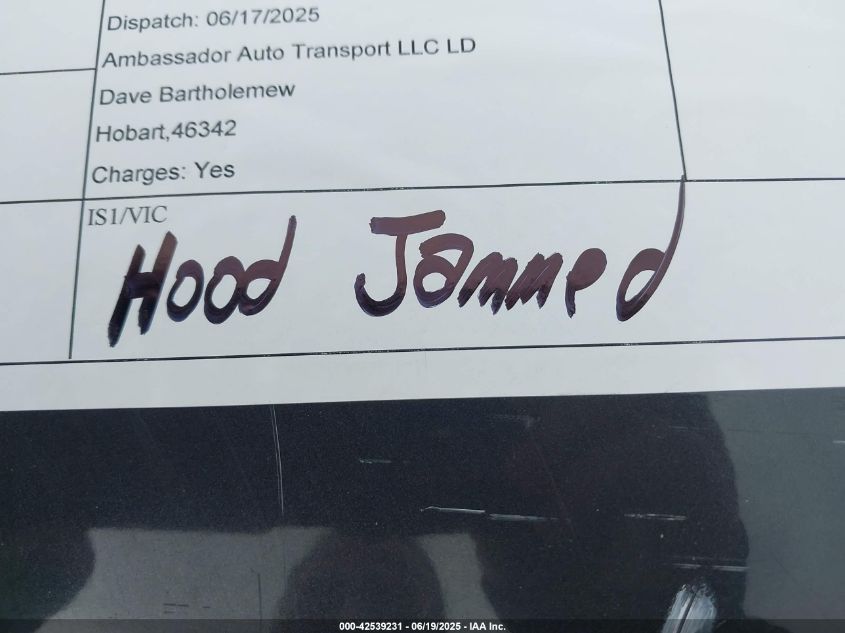 Dispatch: 06/17/2025
Ambassador Auto Transport LLC LD
Dave Bartholemew
Hobart,46342
Charges: Yes
IS1/VIC
Hood Jammed
000-42539231 - 06/19/2025 - IAA Inc.